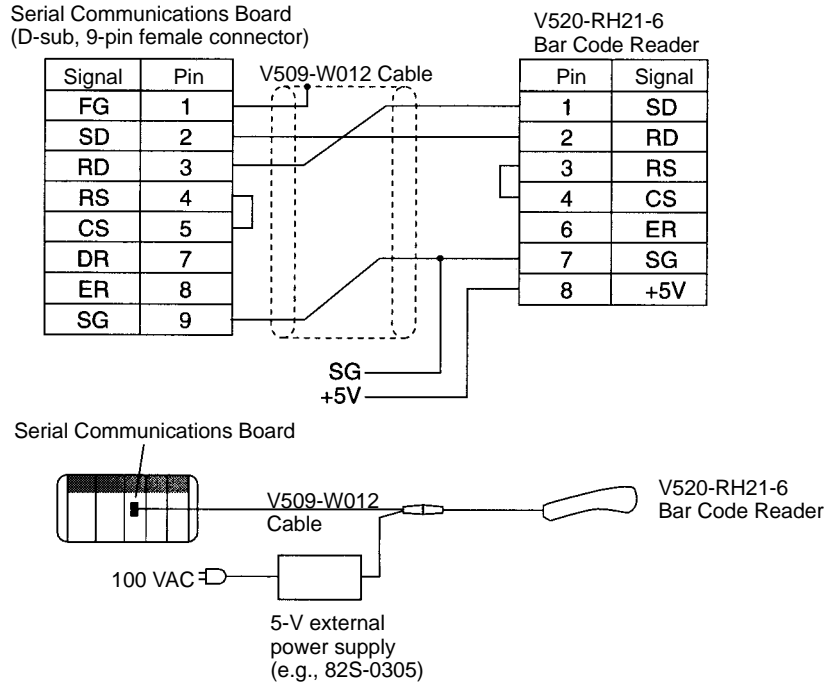 Serial Communications Board
(D-sub, 9-pin female connector)
V520-RH21-6
Bar Code Reader
V509-W012 Cable
Signal Pin
FG 1
SD 2
RD 3
RS 4
CS 5
DR 7
ER 8
SG 9
Pin Signal
1 SD
2 RD
3 RS
4 CS
6 ER
7 SG
8 +5V
SG
+5V
Serial Communications Board
V509-W012
Cable
V520-RH21-6
Bar Code Reader
100 VAC
5-V external
power supply
(e.g., 82S-0305)